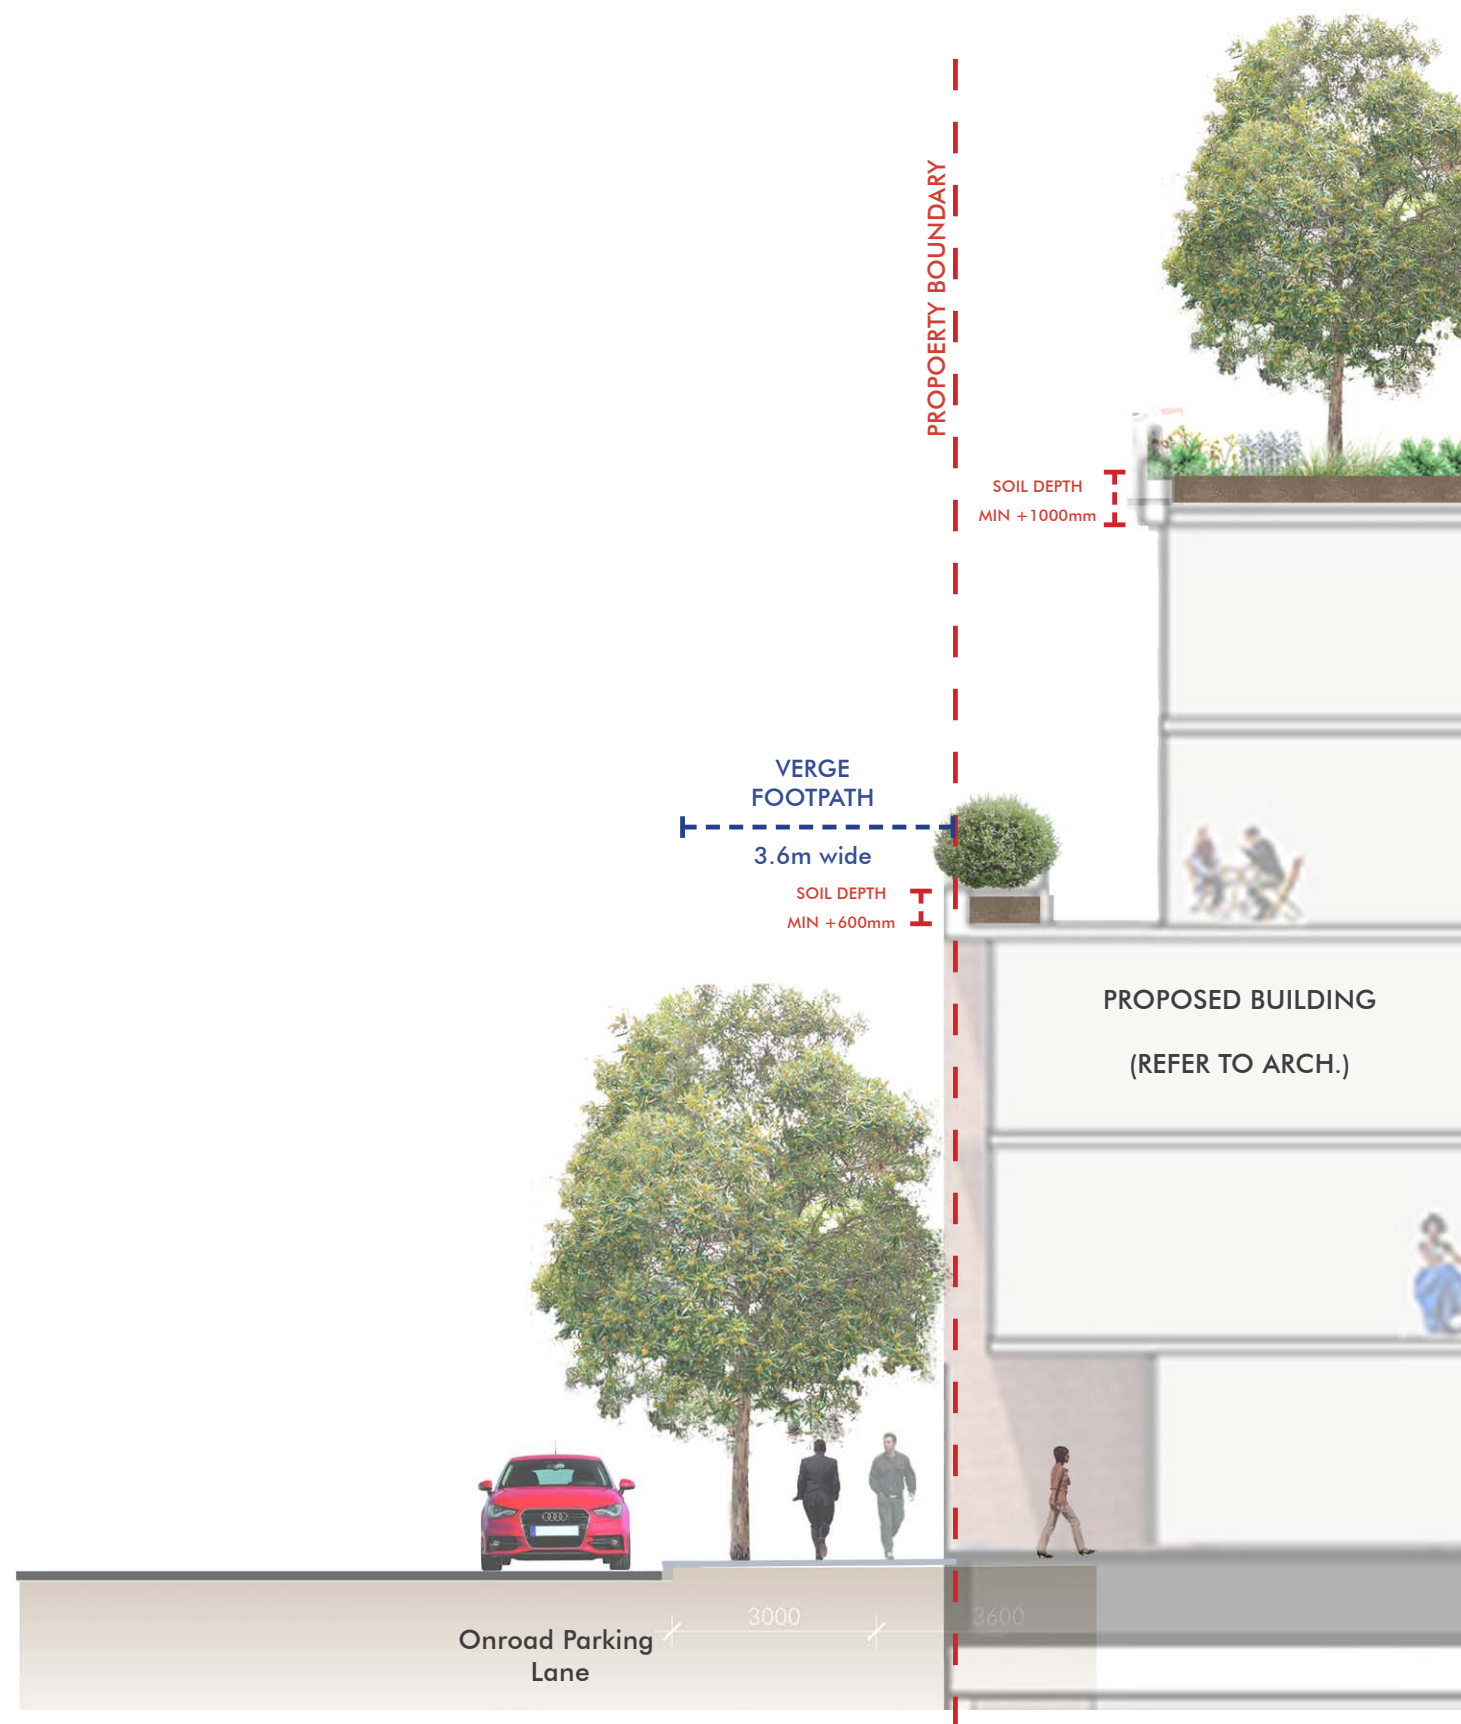 PROPOERTY BOUNDARY
SOIL DEPTH
MIN +1000mm
VERGE
FOOTPATH
3.6m wide
SOIL DEPTH
MIN +600mm
PROPOSED BUILDING
(REFER TO ARCH.)
3000
3600
Onroad Parking
Lane